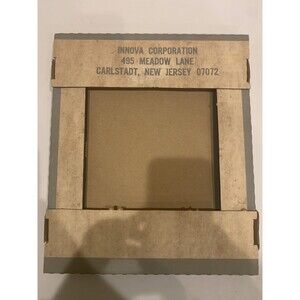 INNOVA CORPORATION
495 MEADOW LANE
CARLSTADT, NEW JERSEY 07072